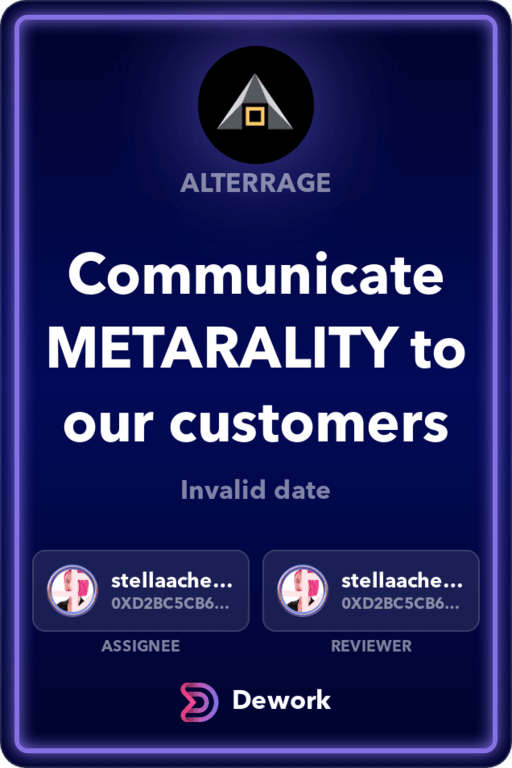 ALTERRAGE
Communicate
METARALITY to
our customers
Invalid date
stellaache...
0XD2BC5CB6...
ASSIGNEE
stellaache...
0XD2BC5CB6...
REVIEWER
Dework